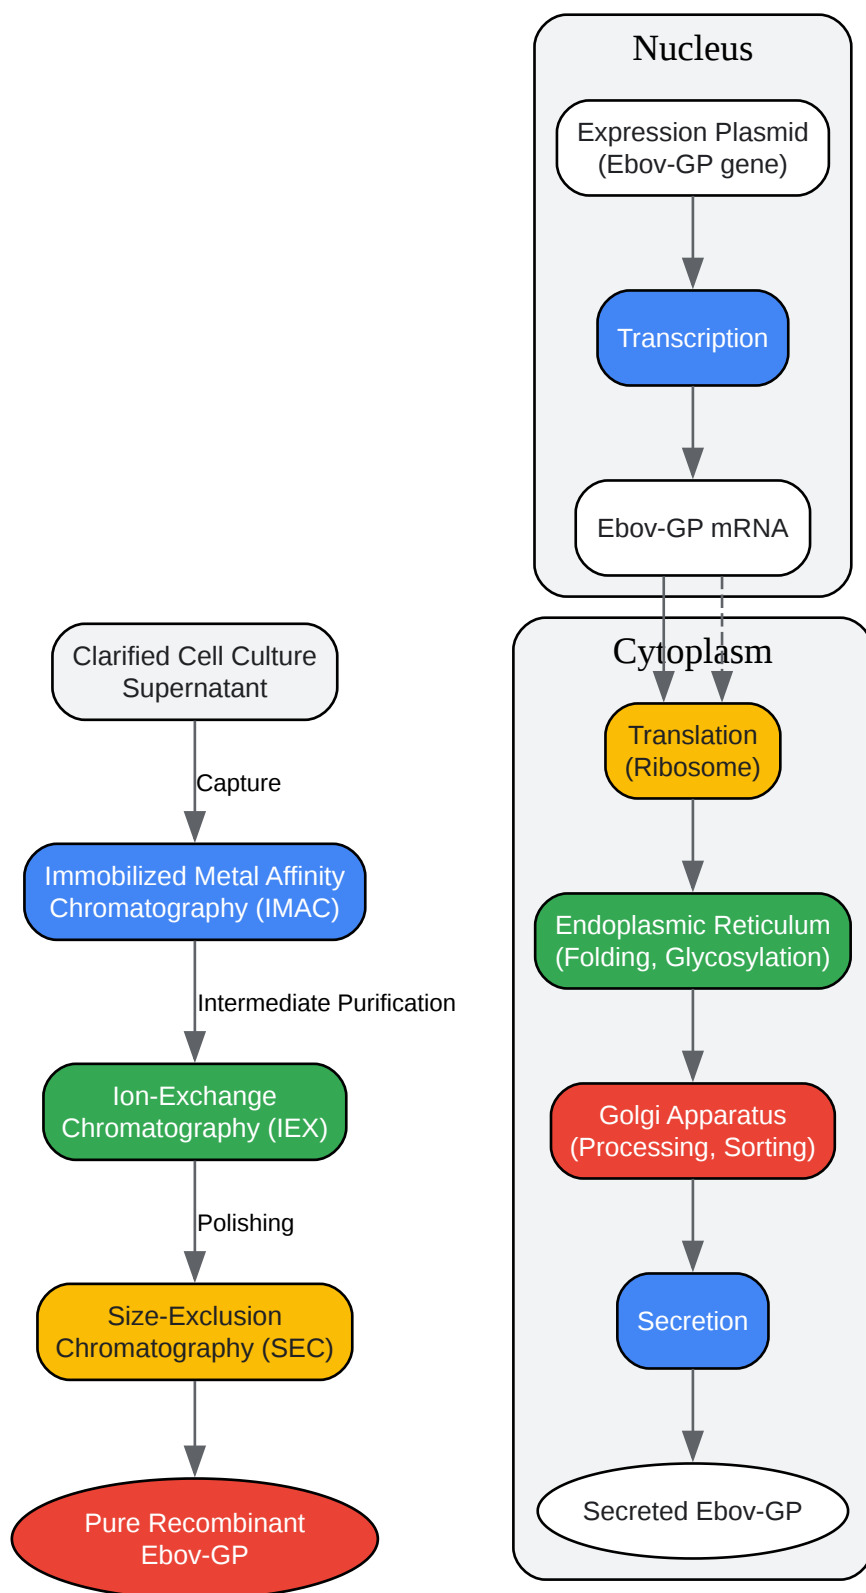 Nucleus
Expression Plasmid
(Ebov-GP gene)
Transcription
Ebov-GP mRNA
Cytoplasm
Translation
(Ribosome)
Endoplasmic Reticulum
(Folding, Glycosylation)
Golgi Apparatus
(Processing, Sorting)
Secretion
Secreted Ebov-GP
Clarified Cell Culture
Supernatant
Capture
Immobilized Metal Affinity
Chromatography (IMAC)
Intermediate Purification
Ion-Exchange
Chromatography (IEX)
Polishing
Size-Exclusion
Chromatography (SEC)
Pure Recombinant
Ebov-GP